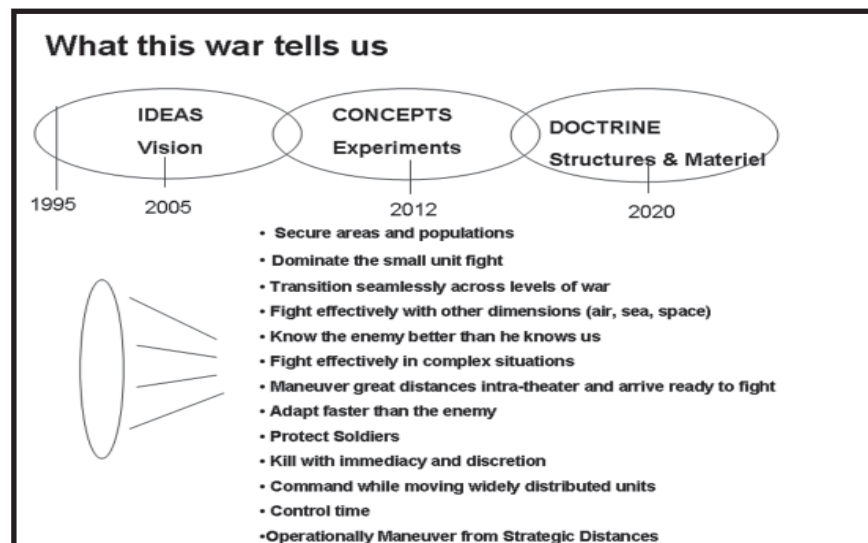 What this war tells us
IDEAS
Vision
CONCEPTS
Experiments
DOCTRINE
Structures & Materiel
1995
2005
2012
2020
• Secure areas and populations
• Dominate the small unit fight
• Transition seamlessly across levels of war
• Fight effectively with other dimensions (air, sea, space)
• Know the enemy better than he knows us
• Fight effectively in complex situations
• Maneuver great distances intra-theater and arrive ready to fight
• Adapt faster than the enemy
• Protect Soldiers
• Kill with immediacy and discretion
• Command while moving widely distributed units
• Control time
•Operationally Maneuver from Strategic Distances